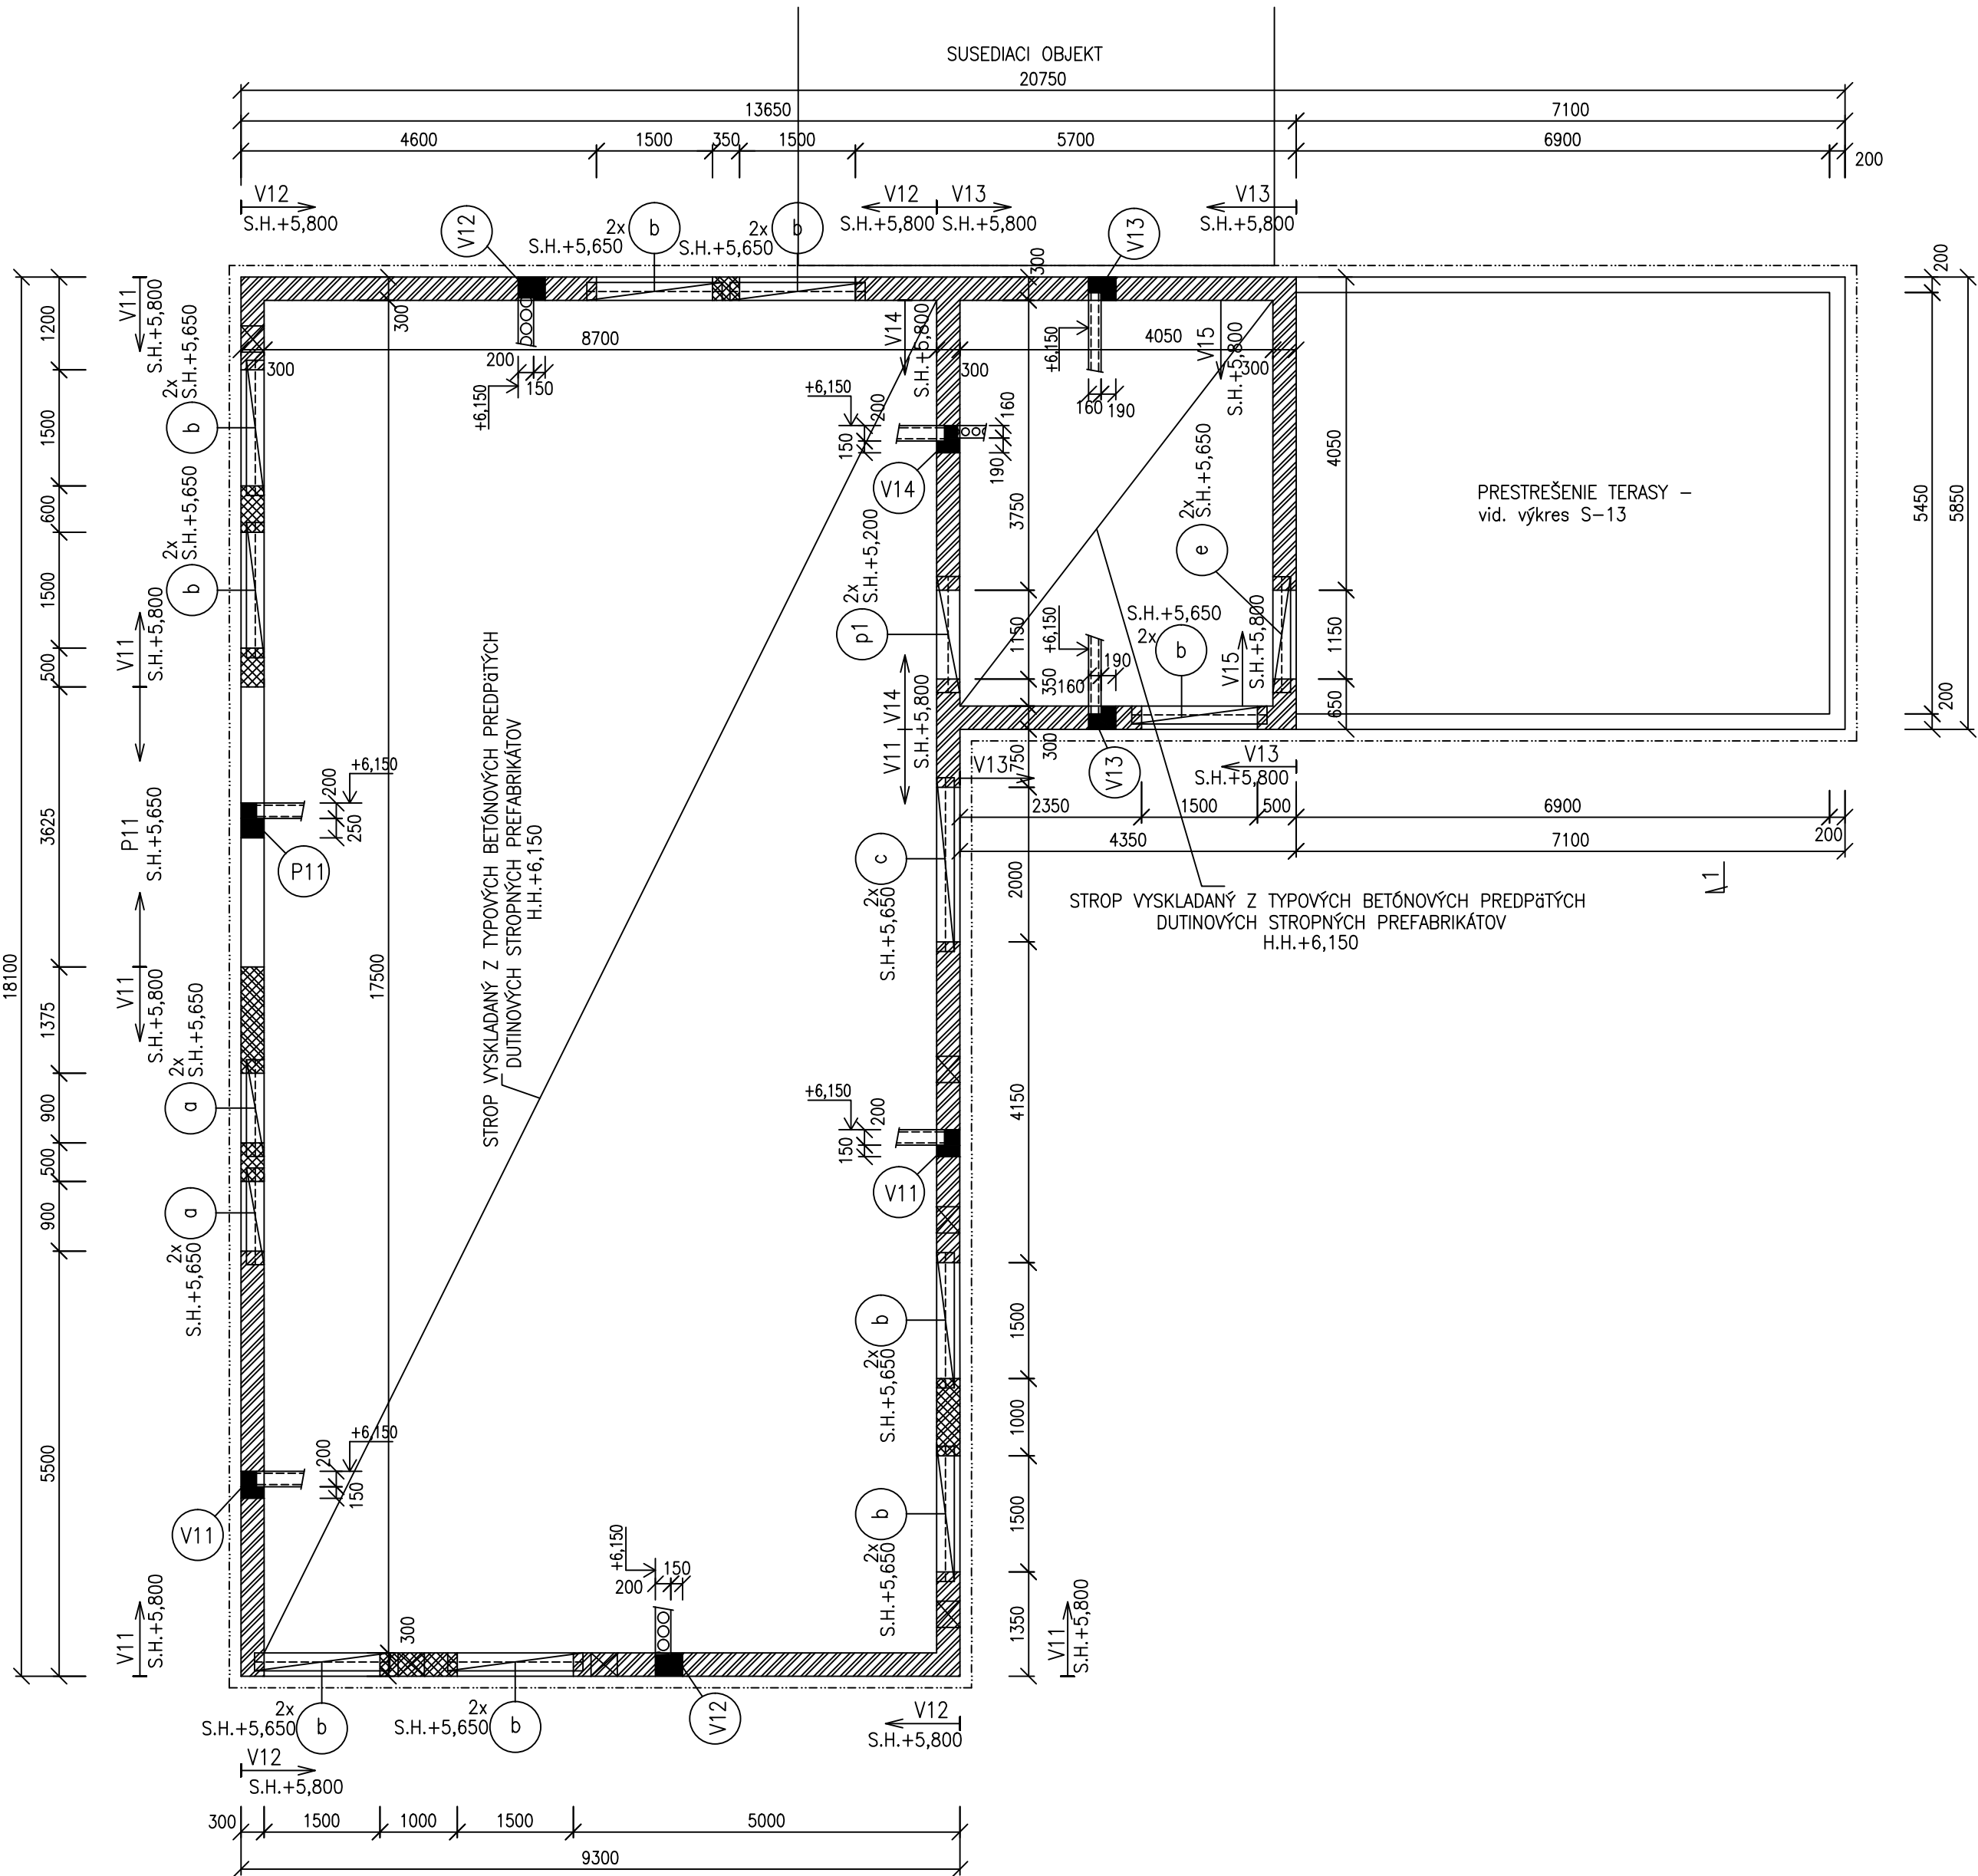 SUSEDIACI OBJEKT
20750
13650
7100
4600
1500
350
1500
5700
6900
200
V12
S.H.+5,800
V12
V13
S.H.+5,800
S.H.+5,800
V13
S.H.+5,800
V12
2x
b
S.H.+5,650
2x
b
S.H.+5,650
V13
V11
S.H.+5,800
1200
300
300
8700
200
150
+6,150
V14
S.H.+5,800
300
300
+6,150
4050
V15
S.H.+5,800
300
160
190
200
5850
5450
200
2x
S.H.+5,650
b
1500
+6,150
200
150
V14
160
190
600
2x
S.H.+5,650
b
1500
3750
2x
S.H.+5,650
e
4050
PRESTREŠENIE TERASY –
vid. výkres S–13
2x
S.H.+5,200
p1
1150
+6,150
190
160
350
S.H.+5,650
2x
b
V15
S.H.+5,800
1150
650
V11
S.H.+5,800
500
V11
V14
S.H.+5,800
300
750
V13
V13
V13
S.H.+5,800
2350
1500
500
6900
4350
7100
200
1
P11
S.H.+5,650
3625
+6,150
200
250
P11
STROP VYSKLADANÝ Z TYPOVÝCH BETÓNOVÝCH PREDPäTÝCH
DUTINOVÝCH STROPNÝCH PREFABRIKÁTOV
H.H.+6,150
c
2x
S.H.+5,650
2000
STROP VYSKLADANÝ Z TYPOVÝCH BETÓNOVÝCH PREDPäTÝCH
DUTINOVÝCH STROPNÝCH PREFABRIKÁTOV
H.H.+6,150
18100
17500
V11
S.H.+5,800
1375
2x
S.H.+5,650
a
900
500
a
900
2x
S.H.+5,650
+6,150
200
150
V11
4150
b
2x
S.H.+5,650
1500
1000
5500
+6,150
200
150
V11
b
2x
S.H.+5,650
1500
1350
+6,150
150
200
300
V11
S.H.+5,800
V11
S.H.+5,800
2x
S.H.+5,650
b
2x
S.H.+5,650
b
V12
V12
S.H.+5,800
V12
S.H.+5,800
300
1500
1000
1500
5000
9300